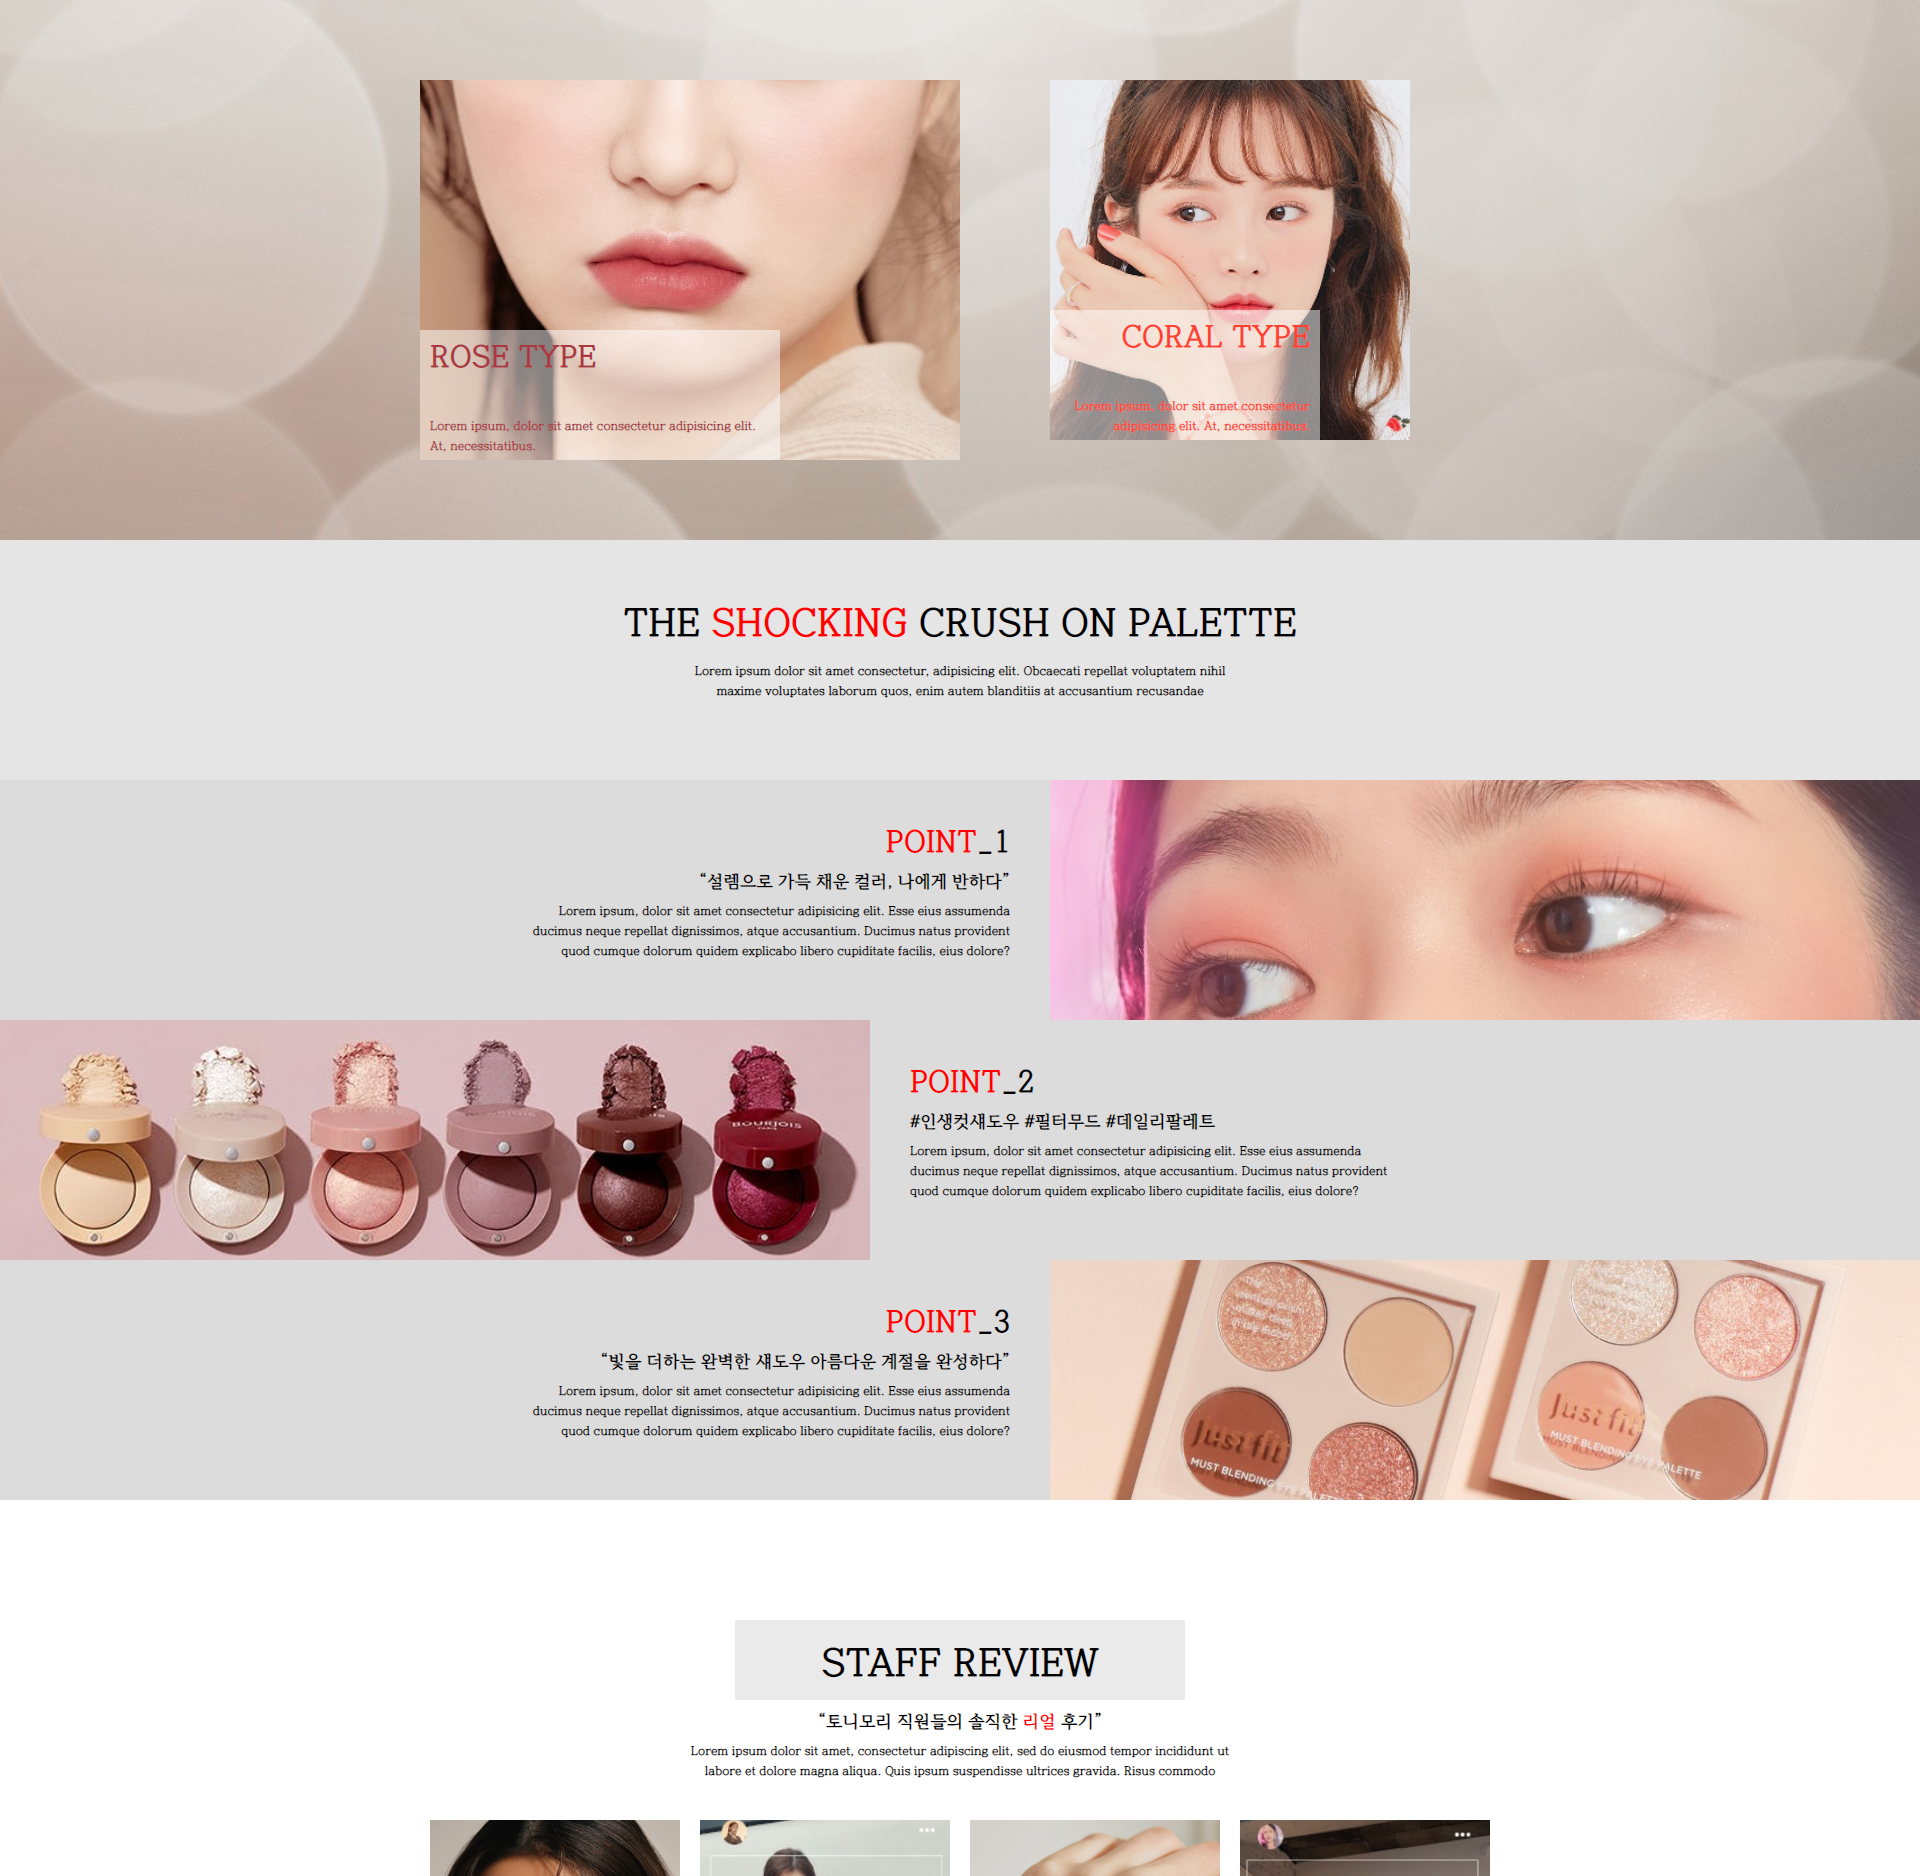 ROSE TYPE
Lorem ipsum, dolor sit amet consectetur adipisicing elit.
At, necessitatibus.
CORAL TYPE
Lorem ipsum, dolor sit amet consectetur
adipisicing elit. At, necessitatibus.
THE SHOCKING CRUSH ON PALETTE
Lorem ipsum dolor sit amet consectetur, adipisicing elit. Obcaecati repellat voluptatem nihil
maxime voluptates laborum quos, enim autem blanditiis at accusantium recusandae
POINT_1
“설렘으로 가득 채운 컬러, 나에게 반하다”
Lorem ipsum, dolor sit amet consectetur adipisicing elit. Esse eius assumenda
ducimus neque repellat dignissimos, atque accusantium. Ducimus natus provident
quod cumque dolorum quidem explicabo libero cupiditate facilis, eius dolore?
BOURJOIS
PARIS
POINT_2
#인생컷섀도우 #필터무드 #데일리팔레트
Lorem ipsum, dolor sit amet consectetur adipisicing elit. Esse eius assumenda
ducimus neque repellat dignissimos, atque accusantium. Ducimus natus provident
quod cumque dolorum quidem explicabo libero cupiditate facilis, eius dolore?
POINT_3
“빛을 더하는 완벽한 섀도우 아름다운 계절을 완성하다”
Lorem ipsum, dolor sit amet consectetur adipisicing elit. Esse eius assumenda
ducimus neque repellat dignissimos, atque accusantium. Ducimus natus provident
quod cumque dolorum quidem explicabo libero cupiditate facilis, eius dolore?
Just fit
MUST BLENDING EYE PALETTE
Just fit
MUST BLENDING EYE PALETTE
STAFF REVIEW
“토니모리 직원들의 솔직한 리얼 후기”
Lorem ipsum dolor sit amet, consectetur adipiscing elit, sed do eiusmod tempor incididunt ut
labore et dolore magna aliqua. Quis ipsum suspendisse ultrices gravida. Risus commodo